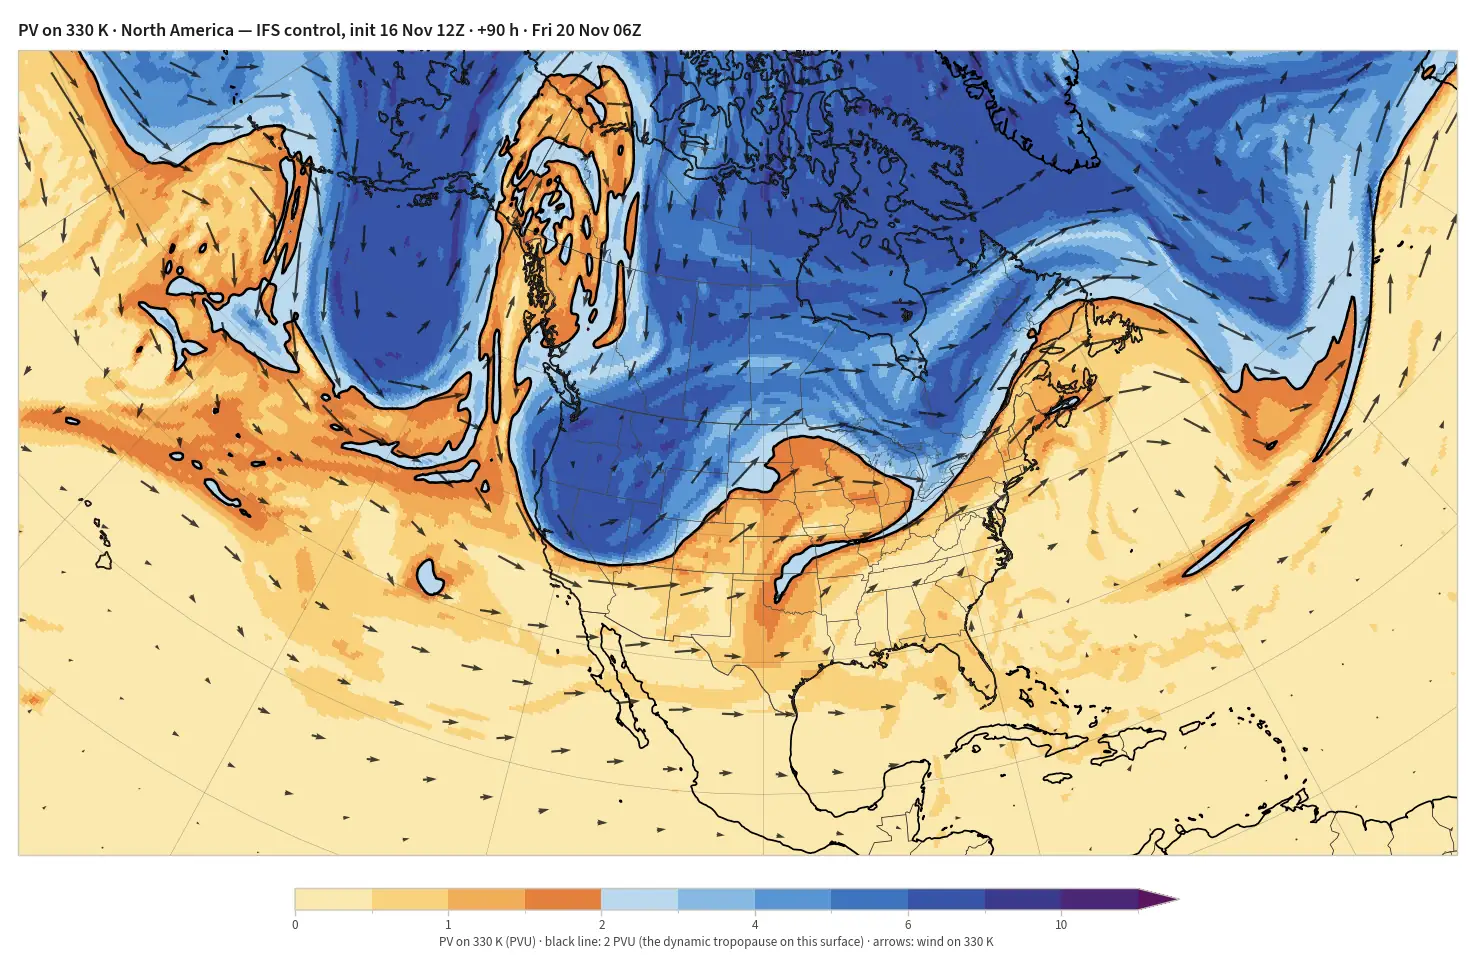 PV on 330 K · North America — IFS control, init 16 Nov 12Z · +90 h · Fri 20 Nov 06Z
0 1 2 4 6 10
PV on 330 K (PVU) · black line: 2 PVU (the dynamic tropopause on this surface) · arrows: wind on 330 K